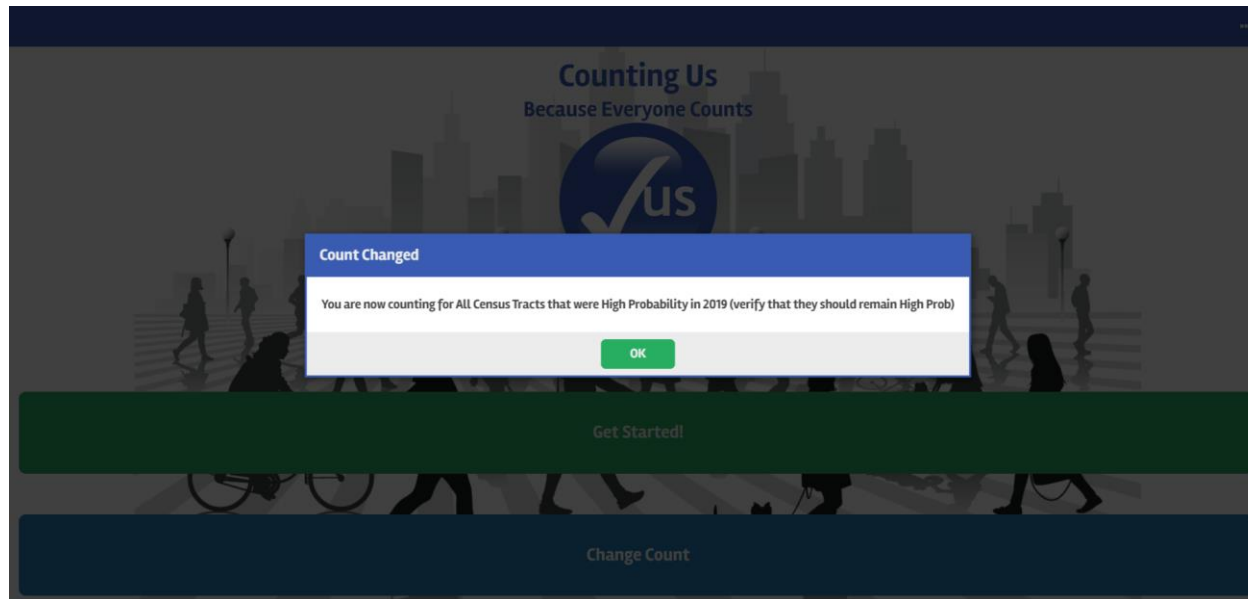 Counting Us
Because Everyone Counts
us
Count Changed
You are now counting for All Census Tracts that were High Probability in 2019 (verify that they should remain High Prob)
OK
Get Started!
Change Count